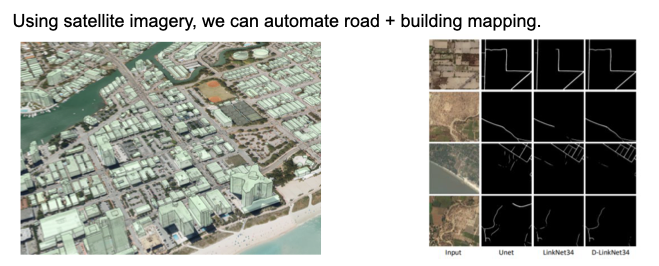 Using satellite imagery, we can automate road + building mapping.
Input Unet LinkNet34 D-LinkNet34